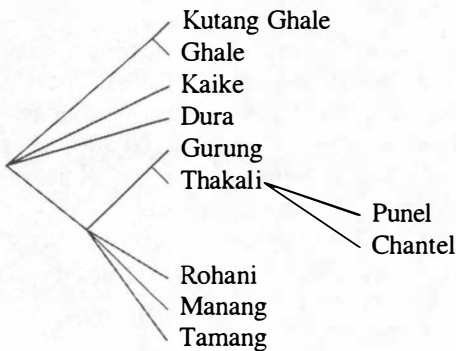 Kutang Ghale
Ghale
Kaike
Dura
Gurung
Thakali
Punel
Chantel
Rohani
Manang
Tamang